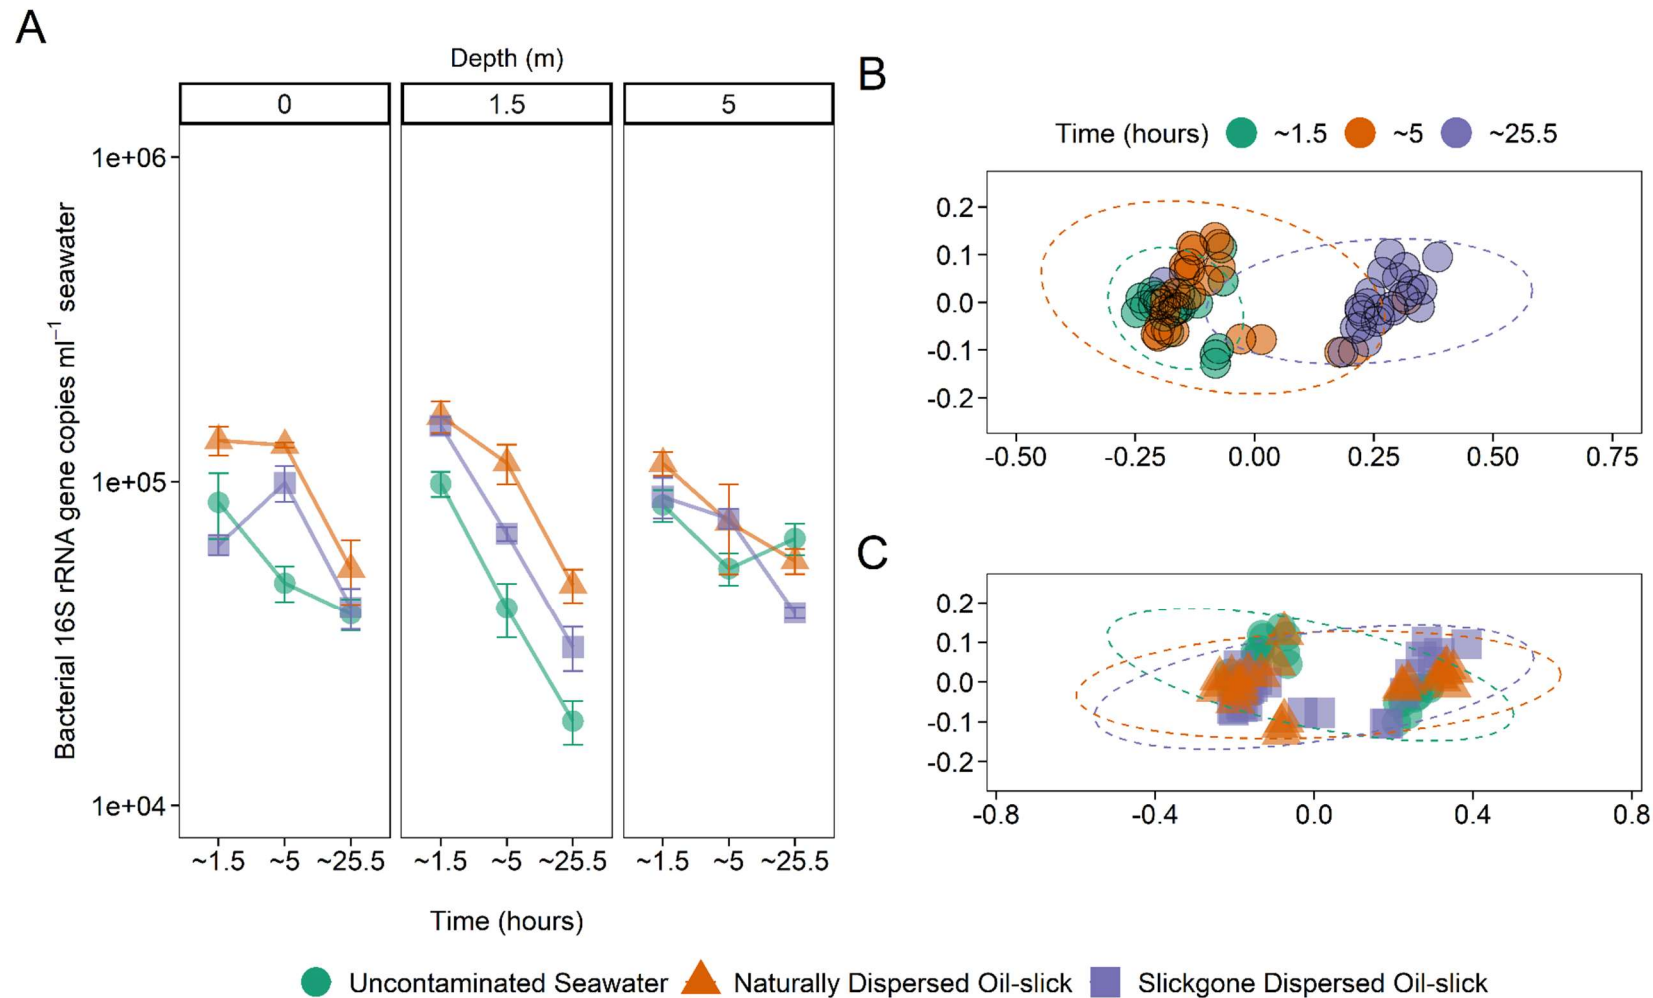 A
Depth (m)
0 1.5 5
Bacterial 16S rRNA gene copies ml⁻¹ seawater
1e+06
1e+05
1e+04
~1.5 ~5 ~25.5 ~1.5 ~5 ~25.5 ~1.5 ~5 ~25.5
Time (hours)
B
Time (hours) ~1.5 ~5 ~25.5
0.2
0.1
0.0
-0.1
-0.2
-0.50 -0.25 0.00 0.25 0.50 0.75
C
0.2
0.1
0.0
-0.1
-0.2
-0.8 -0.4 0.0 0.4 0.8
Uncontaminated Seawater Naturally Dispersed Oil-slick Slickgone Dispersed Oil-slick